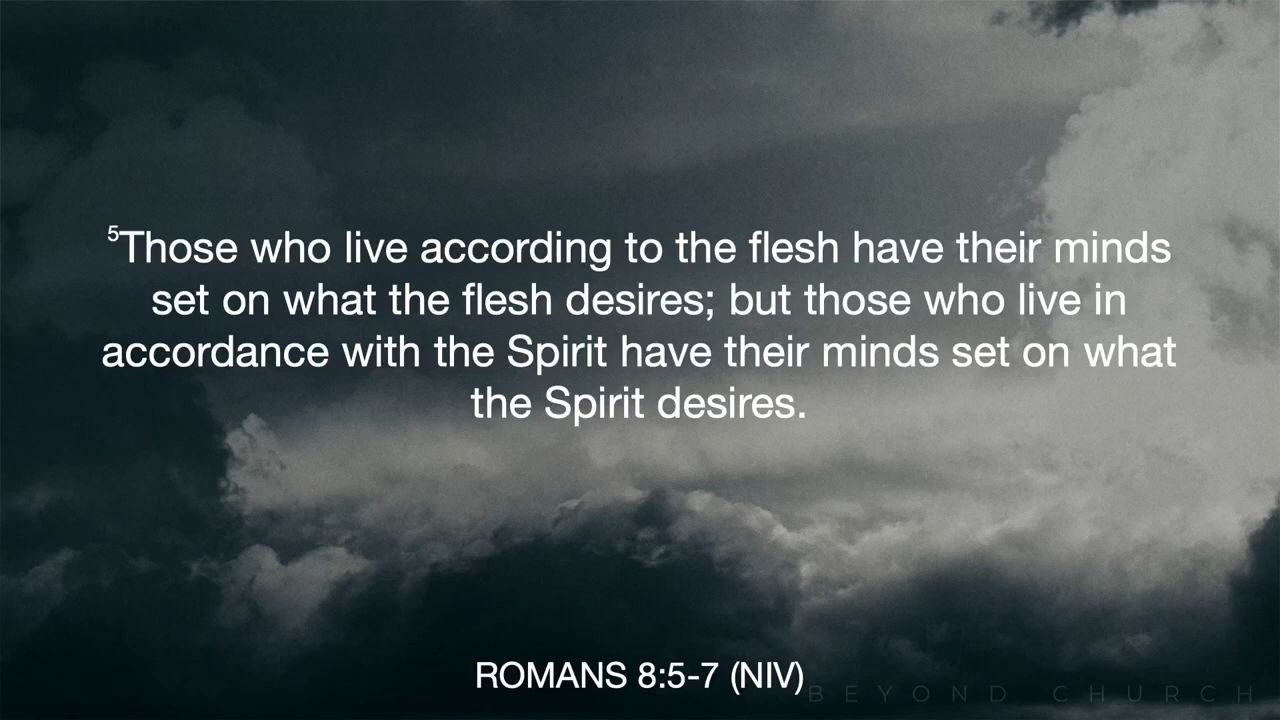 ⁵Those who live according to the flesh have their minds
set on what the flesh desires; but those who live in
accordance with the Spirit have their minds set on what
the Spirit desires.
ROMANS 8:5-7 (NIV)
BEYOND CHURCH